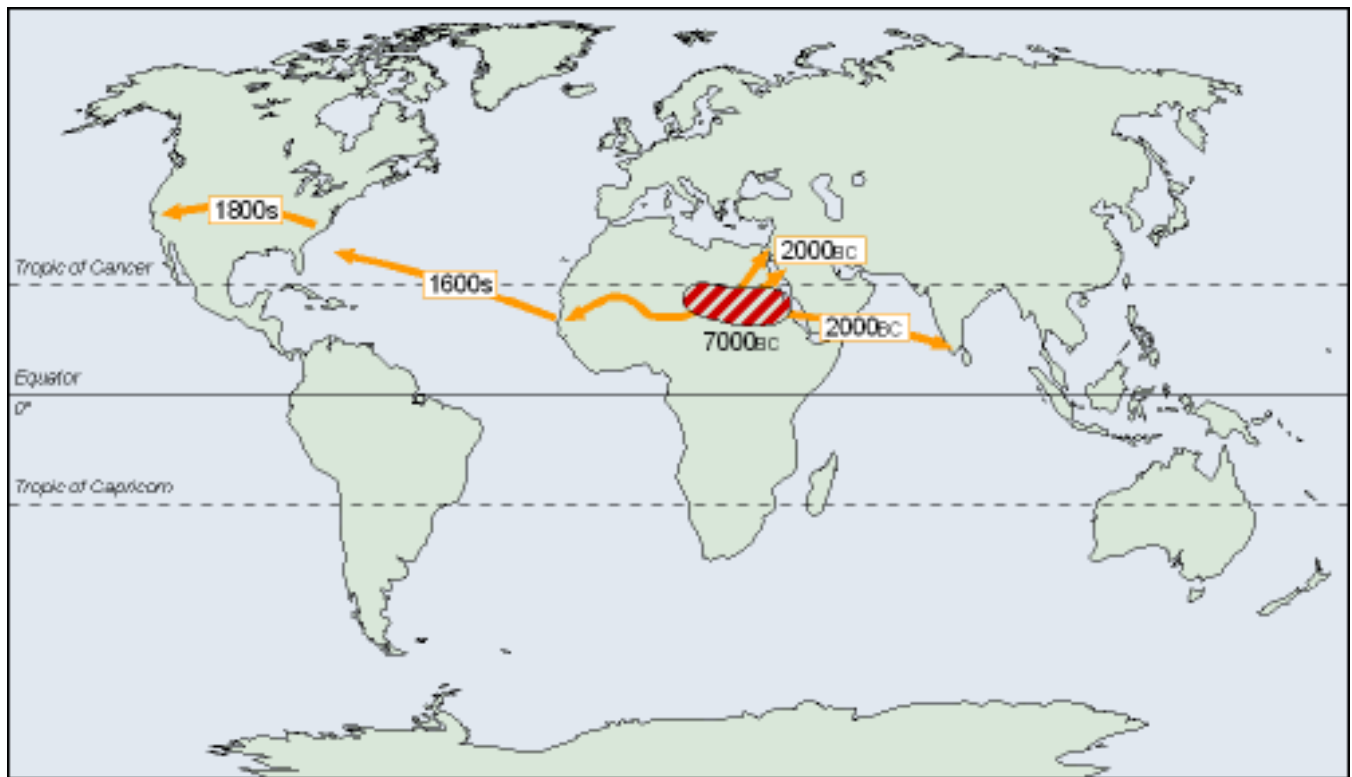 1800s
2000BC
Tropic of Cancer
1600s
2000BC
7000BC
Equator
0°
Tropic of Capricorn